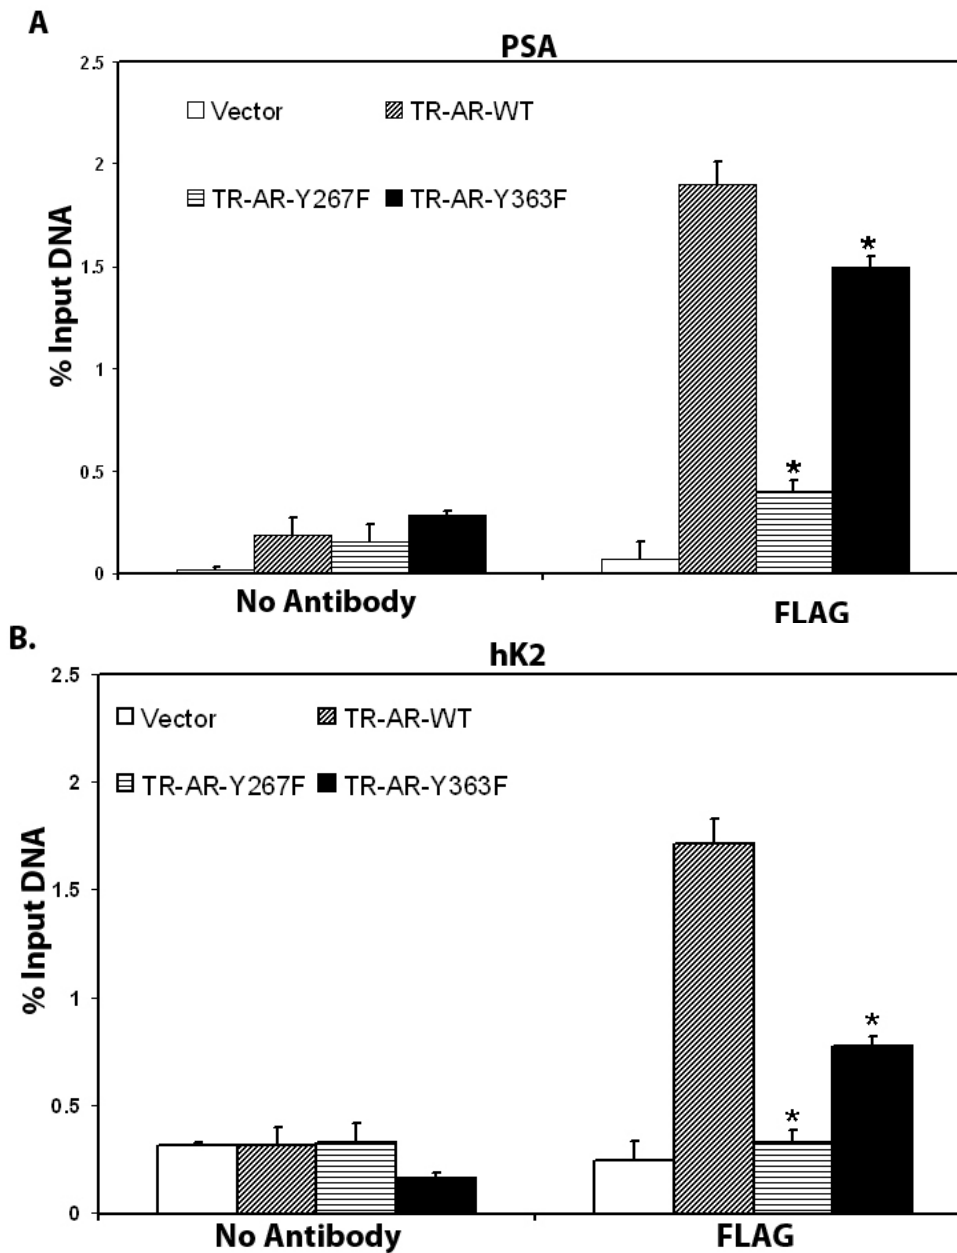 A
PSA
2.5
Vector TR-AR-WT
2
TR-AR-Y267F TR-AR-Y363F
% Input DNA
1.5
*
1
0.5
*
0
No Antibody FLAG
B.
hK2
2.5
Vector TR-AR-WT
2
TR-AR-Y267F TR-AR-Y363F
% Input DNA
1.5
1
*
0.5
*
0
No Antibody FLAG